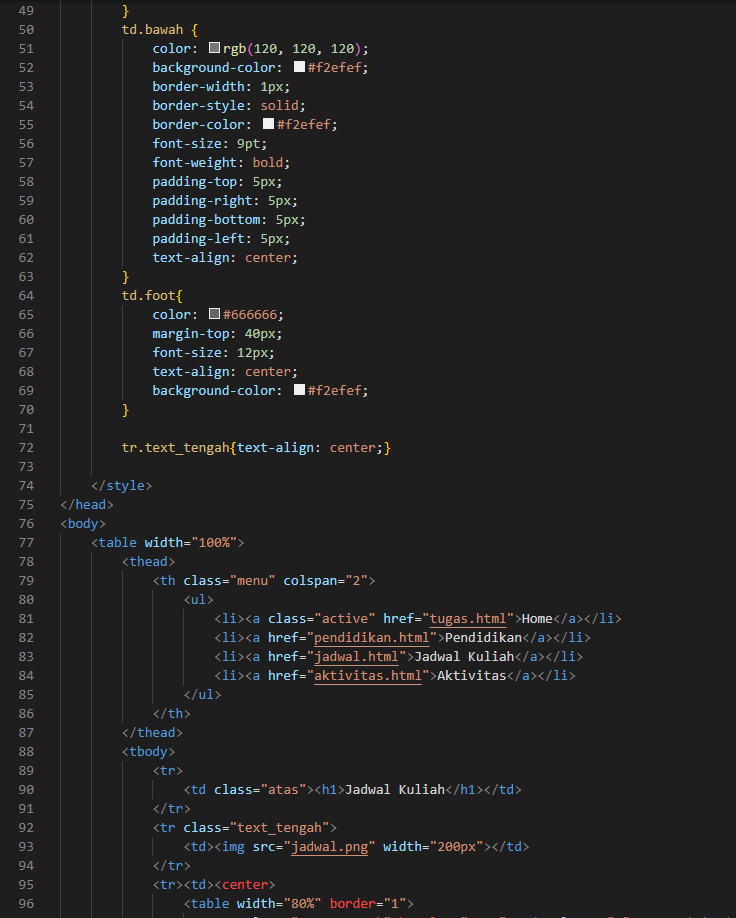 49 }
50 td.bawah {
51 color: rgb(120, 120, 120);
52 background-color: #f2efef;
53 border-width: 1px;
54 border-style: solid;
55 border-color: #f2efef;
56 font-size: 9pt;
57 font-weight: bold;
58 padding-top: 5px;
59 padding-right: 5px;
60 padding-bottom: 5px;
61 padding-left: 5px;
62 text-align: center;
63 }
64 td.foot{
65 color: #666666;
66 margin-top: 40px;
67 font-size: 12px;
68 text-align: center;
69 background-color: #f2efef;
70 }
71
72 tr.text_tengah{text-align: center;}
73
74 </style>
75 </head>
76 <body>
77 <table width="100%">
78 <thead>
79 <th class="menu" colspan="2">
80 <ul>
81 <li><a class="active" href="tugas.html">Home</a></li>
82 <li><a href="pendidikan.html">Pendidikan</a></li>
83 <li><a href="jadwal.html">Jadwal Kuliah</a></li>
84 <li><a href="aktivitas.html">Aktivitas</a></li>
85 </ul>
86 </th>
87 </thead>
88 <tbody>
89 <tr>
90 <td class="atas"><h1>Jadwal Kuliah</h1></td>
91 </tr>
92 <tr class="text_tengah">
93 <td><img src="jadwal.png" width="200px"></td>
94 </tr>
95 <tr><td><center>
96 <table width="80%" border="1">